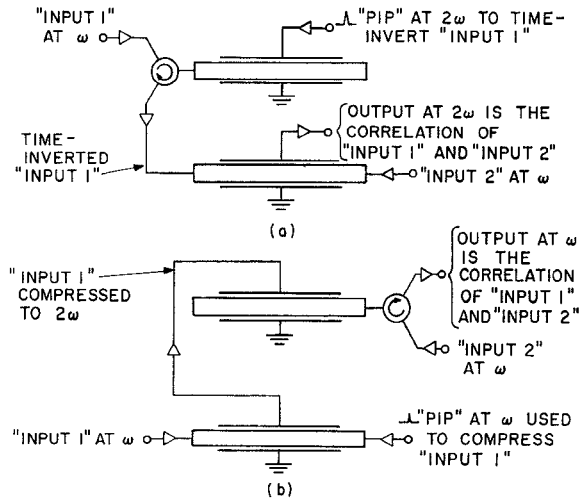 "INPUT 1"
AT ω
"PIP" AT 2ω TO TIME-
INVERT "INPUT 1"
TIME-
INVERTED
"INPUT 1"
OUTPUT AT 2ω IS THE
CORRELATION OF
"INPUT 1" AND "INPUT 2"
"INPUT 2" AT ω
(a)
"INPUT 1"
COMPRESSED
TO 2ω
OUTPUT AT ω
IS THE
CORRELATION
OF "INPUT 1"
AND "INPUT 2"
"INPUT 2"
AT ω
"INPUT 1" AT ω
"PIP" AT ω USED
TO COMPRESS
"INPUT 1"
(b)